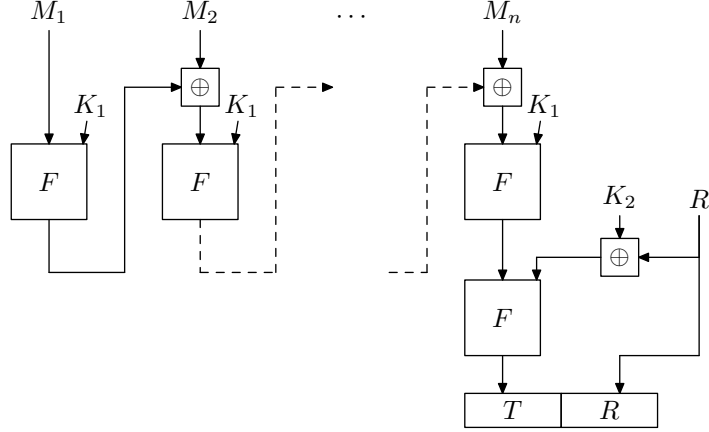 M₁ M₂ ⋯ Mₙ
⊕ ⊕
K₁ K₁ K₁
F F F
K₂ R
⊕
F
T R